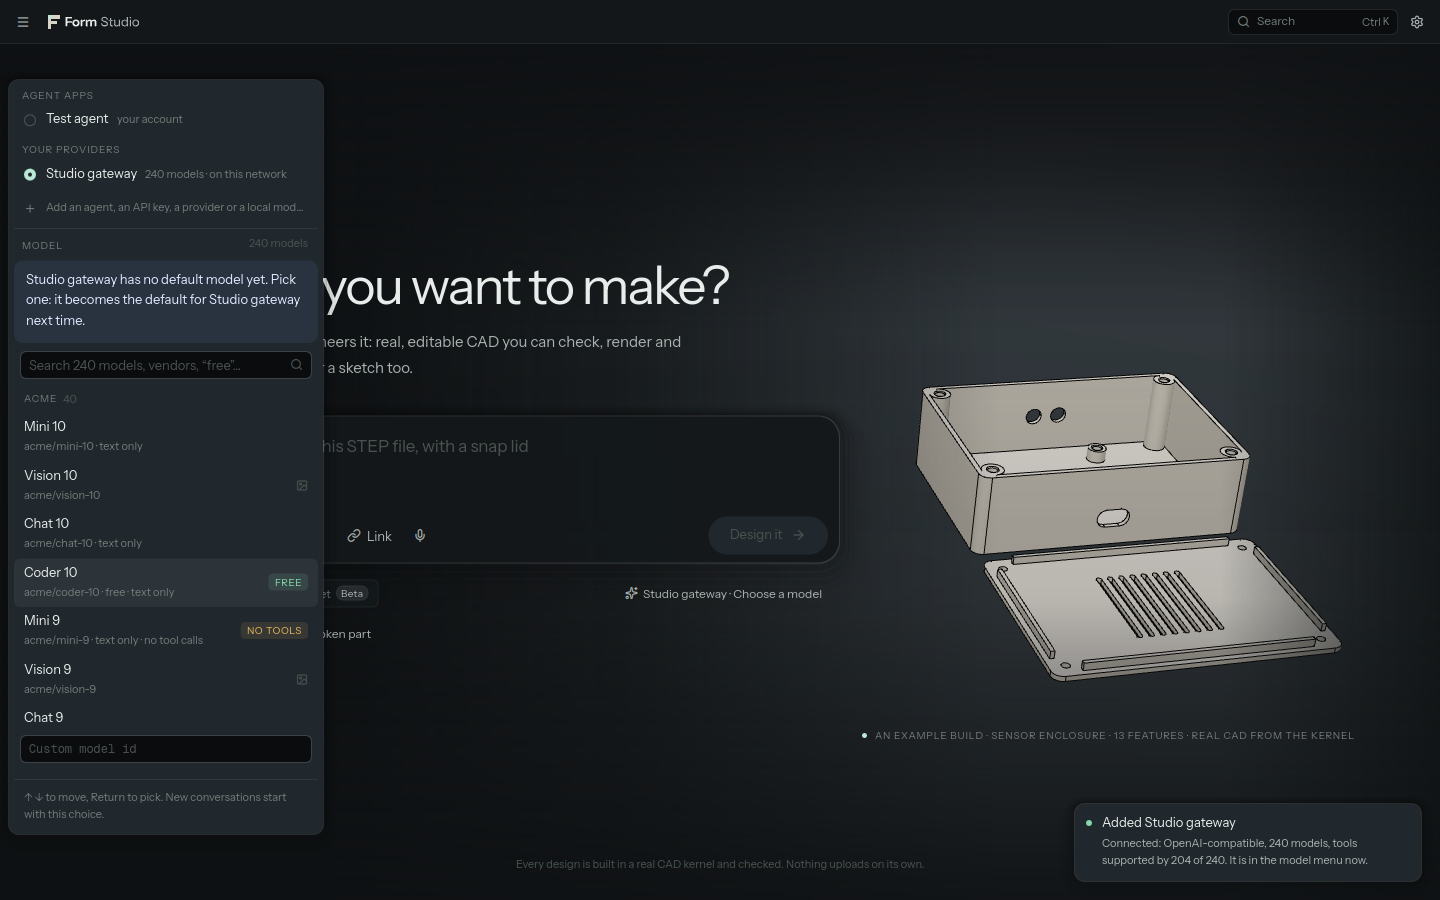 Form Studio
Search
Ctrl K
AGENT APPS
Test agent your account
YOUR PROVIDERS
Studio gateway 240 models · on this network
Add an agent, an API key, a provider or a local mod…
MODEL
240 models
Studio gateway has no default model yet. Pick
one: it becomes the default for Studio gateway
next time.
Search 240 models, vendors, “free”…
ACME 40
Mini 10
acme/mini-10 · text only
Vision 10
acme/vision-10
Chat 10
acme/chat-10 · text only
Coder 10
acme/coder-10 · free · text only
FREE
Mini 9
acme/mini-9 · text only · no tool calls
NO TOOLS
Vision 9
acme/vision-9
Chat 9
Custom model id
↑ ↓ to move, Return to pick. New conversations start
with this choice.
you want to make?
neers it: real, editable CAD you can check, render and
r a sketch too.
his STEP file, with a snap lid
Link
Design it
et Beta
Studio gateway · Choose a model
oken part
AN EXAMPLE BUILD · SENSOR ENCLOSURE · 13 FEATURES · REAL CAD FROM THE KERNEL
Added Studio gateway
Connected: OpenAI-compatible, 240 models, tools
supported by 204 of 240. It is in the model menu now.
Every design is built in a real CAD kernel and checked. Nothing uploads on its own.